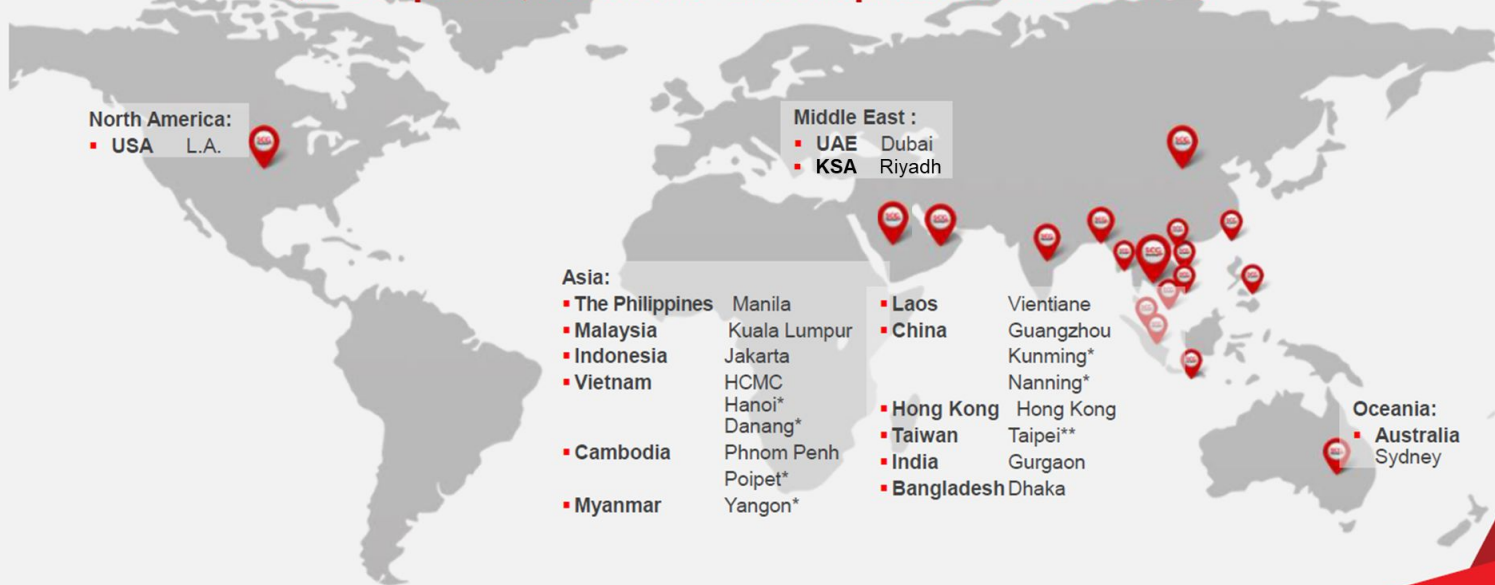 North America:
▪ USA L.A.
Middle East :
▪ UAE Dubai
▪ KSA Riyadh
Asia:
▪ The Philippines Manila
▪ Malaysia Kuala Lumpur
▪ Indonesia Jakarta
▪ Vietnam HCMC
Hanoi*
Danang*
▪ Cambodia Phnom Penh
Poipet*
▪ Myanmar Yangon*
▪ Laos Vientiane
▪ China Guangzhou
Kunming*
Nanning*
▪ Hong Kong Hong Kong
▪ Taiwan Taipei**
▪ India Gurgaon
▪ Bangladesh Dhaka
Oceania:
▪ Australia
Sydney
SCG